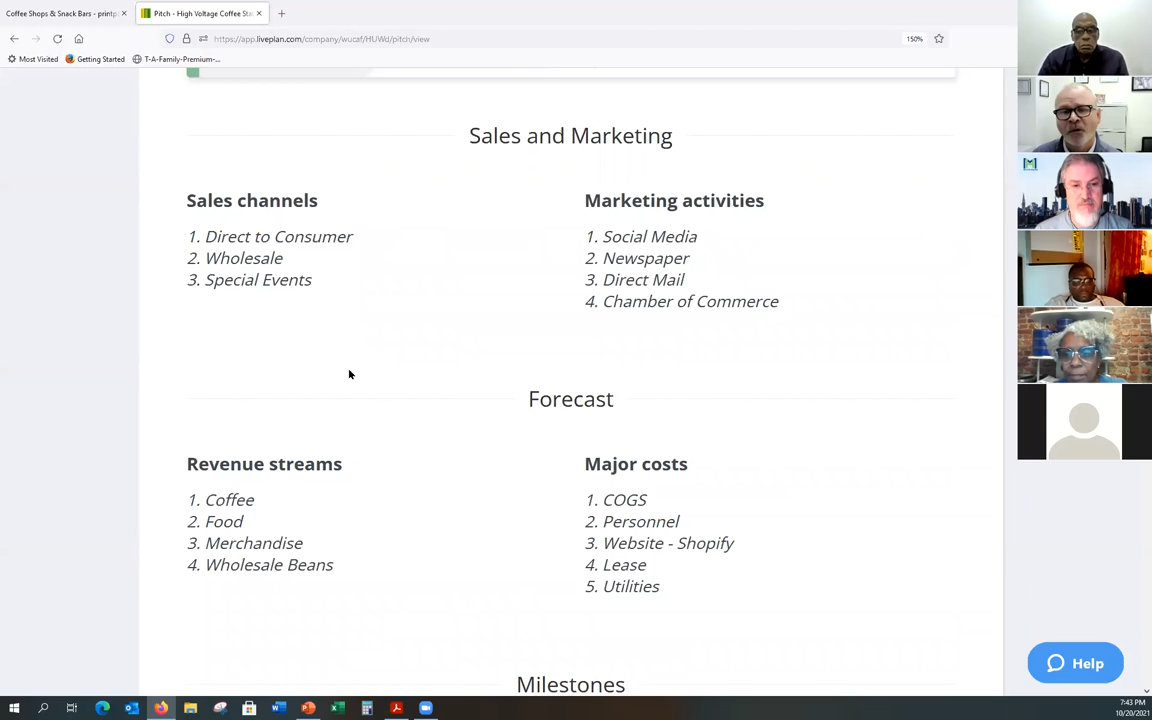 Coffee Shops & Snack Bars - printp
Pitch - High Voltage Coffee Sta
https://app.liveplan.com/company/wucaf/HUWd/pitch/view
150%
Most Visited
Getting Started
T-A-Family-Premium-...
Sales and Marketing
Sales channels
1. Direct to Consumer
2. Wholesale
3. Special Events
Marketing activities
1. Social Media
2. Newspaper
3. Direct Mail
4. Chamber of Commerce
Forecast
Revenue streams
1. Coffee
2. Food
3. Merchandise
4. Wholesale Beans
Major costs
1. COGS
2. Personnel
3. Website - Shopify
4. Lease
5. Utilities
Milestones
Help
7:43 PM
10/20/2021